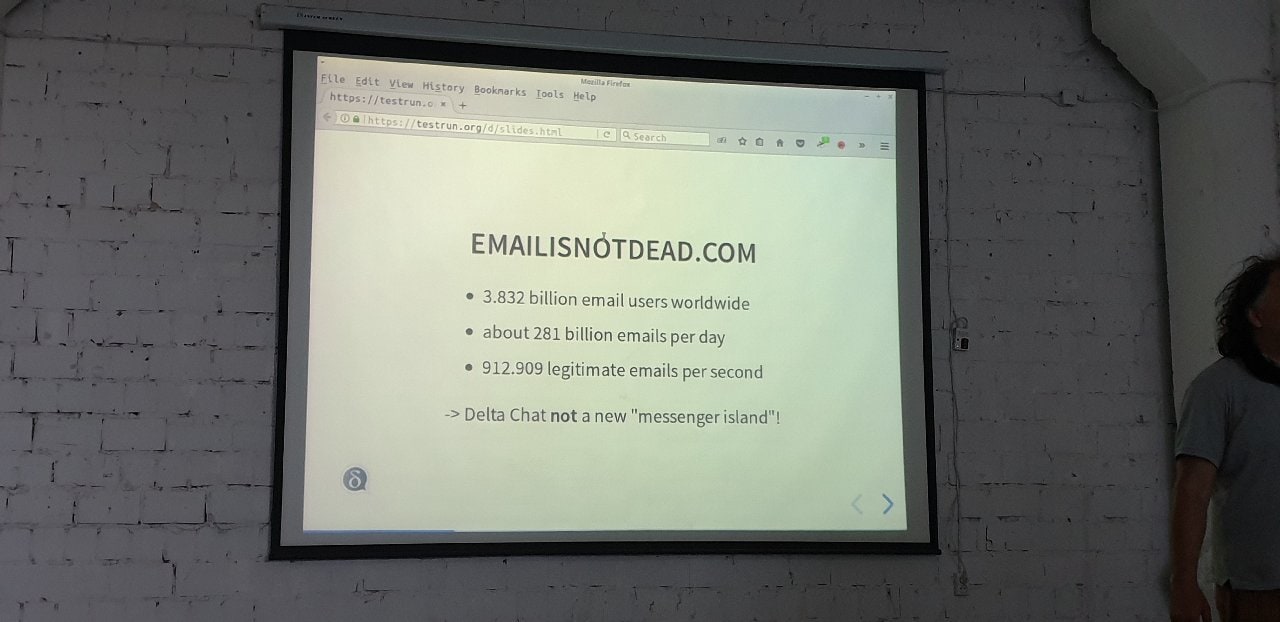 Mozilla Firefox
File Edit View History Bookmarks Tools Help
https://testrun.o
https://testrun.org/d/slides.html
Search
EMAILISNOTDEAD.COM
3.832 billion email users worldwide
about 281 billion emails per day
912.909 legitimate emails per second
-> Delta Chat not a new "messenger island"!
δ